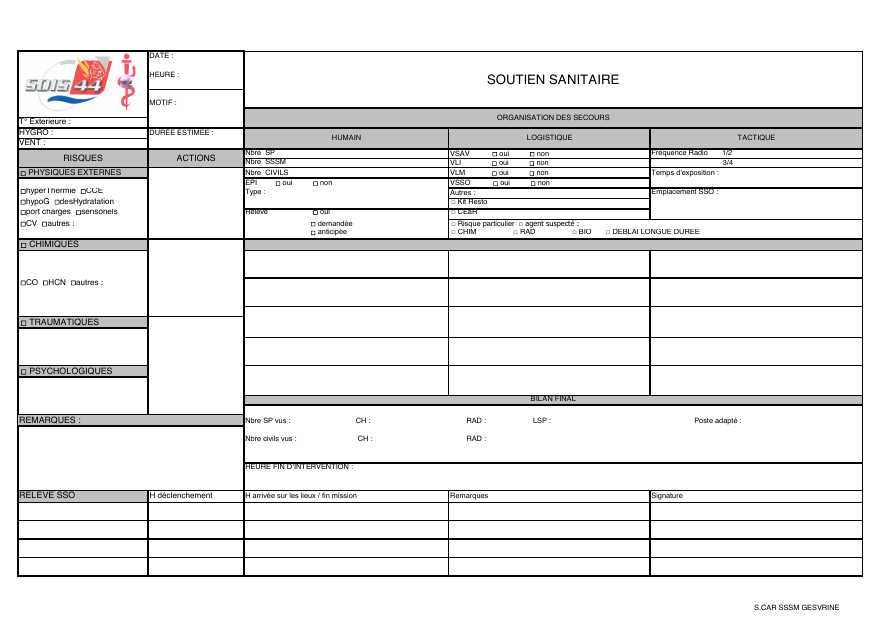 SDIS 44
DATE :
HEURE :
MOTIF :
SOUTIEN SANITAIRE
T° Exterieure :
ORGANISATION DES SECOURS
HYGRO :
DURÉE ESTIMÉE :
HUMAIN
LOGISTIQUE
TACTIQUE
VENT :
RISQUES
ACTIONS
Nbre SP
VSAV oui non
Fréquence Radio 1/2
Nbre SSSM
VLI oui non
3/4
PHYSIQUES EXTERNES
Nbre CIVILS
VLM oui non
Temps d'exposition :
EPI oui non
VSSO oui non
hyperThermie CCE
Type :
Autres :
Emplacement SSO :
hypoG desHydratation
Kit Resto
port charges sensoriels
Relève oui
CEAR
CV autres :
demandée
Risque particulier agent suspecté :
anticipée
CHIM RAD BIO DEBLAI LONGUE DUREE
CHIMIQUES
CO HCN autres :
TRAUMATIQUES
PSYCHOLOGIQUES
BILAN FINAL
REMARQUES :
Nbre SP vus : CH : RAD : LSP : Poste adapté :
Nbre civils vus : CH : RAD :
HEURE FIN D'INTERVENTION :
RELEVE SSO
H déclenchement
H arrivée sur les lieux / fin mission
Remarques
Signature
S.CAR SSSM GESVRINE